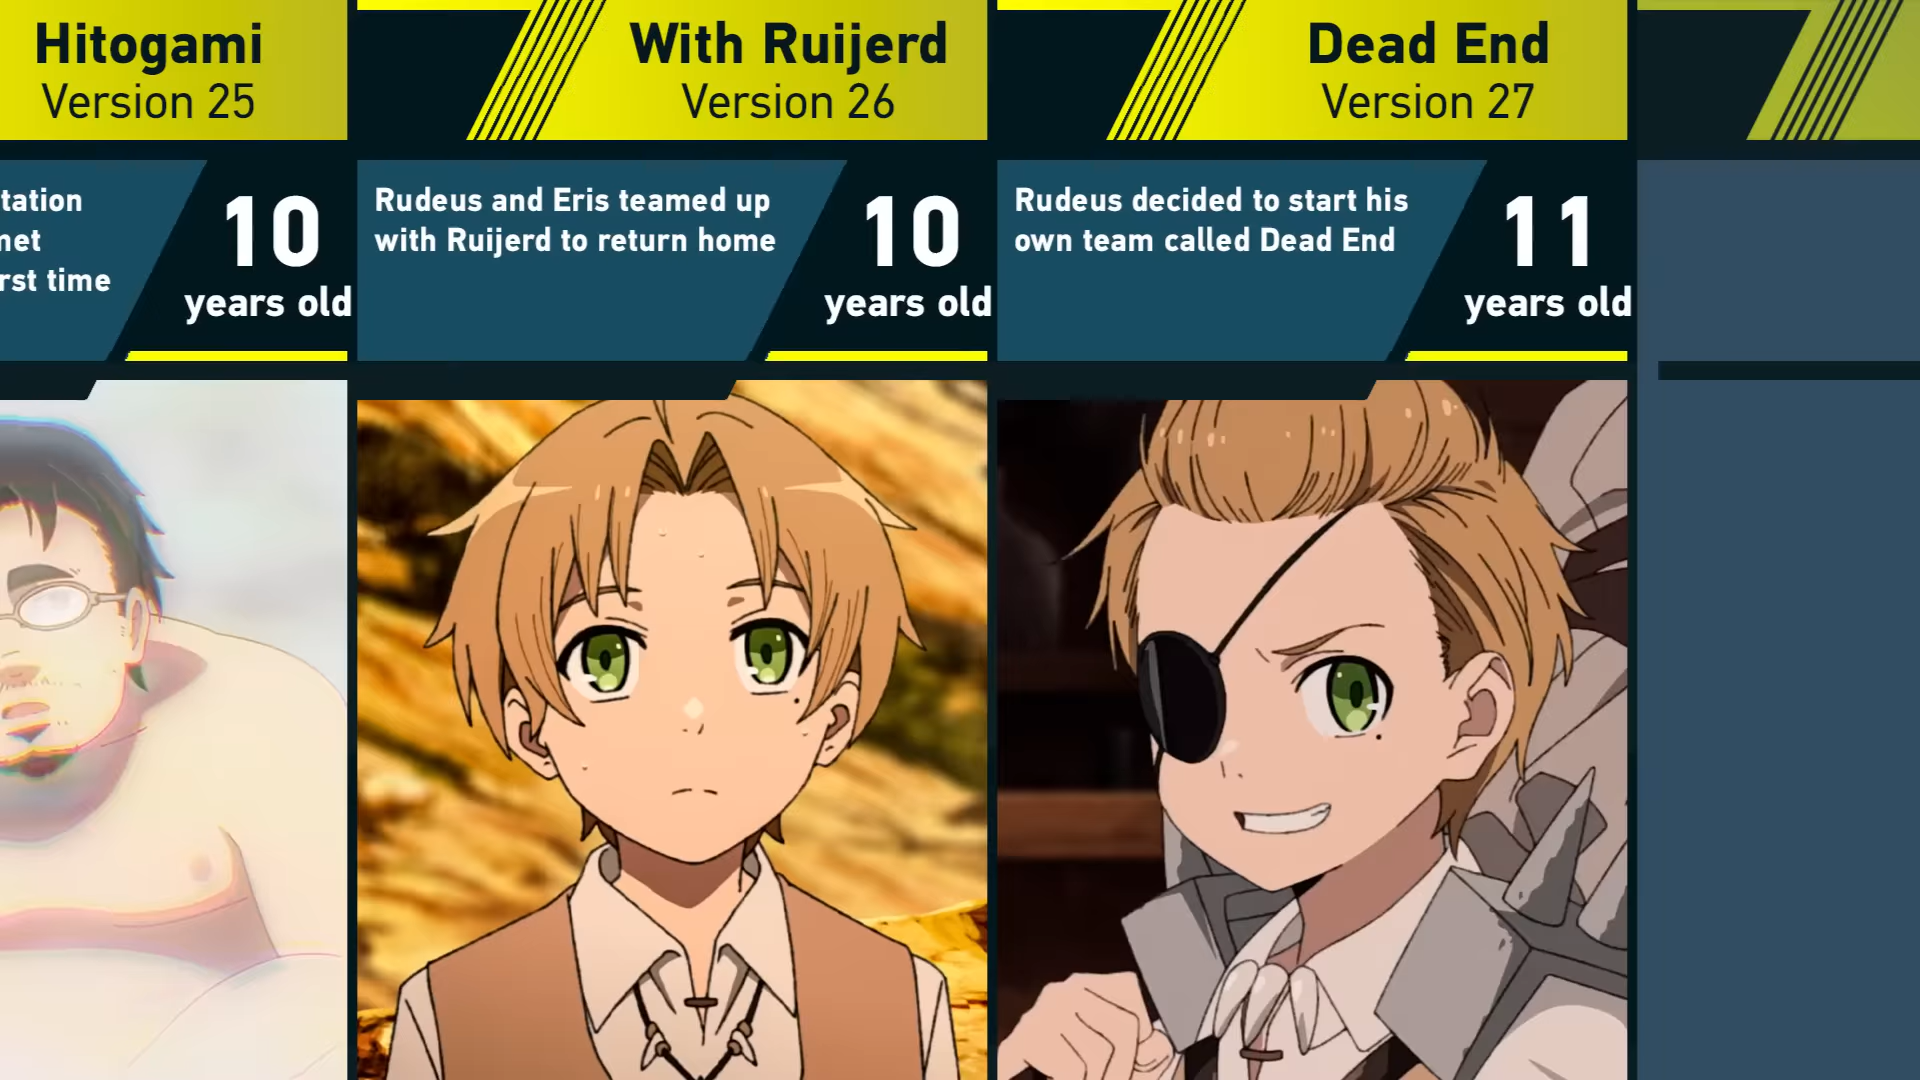 Hitogami
Version 25
tation
met
rst time
10
years old
With Ruijerd
Version 26
Rudeus and Eris teamed up
with Ruijerd to return home
10
years old
Dead End
Version 27
Rudeus decided to start his
own team called Dead End
11
years old